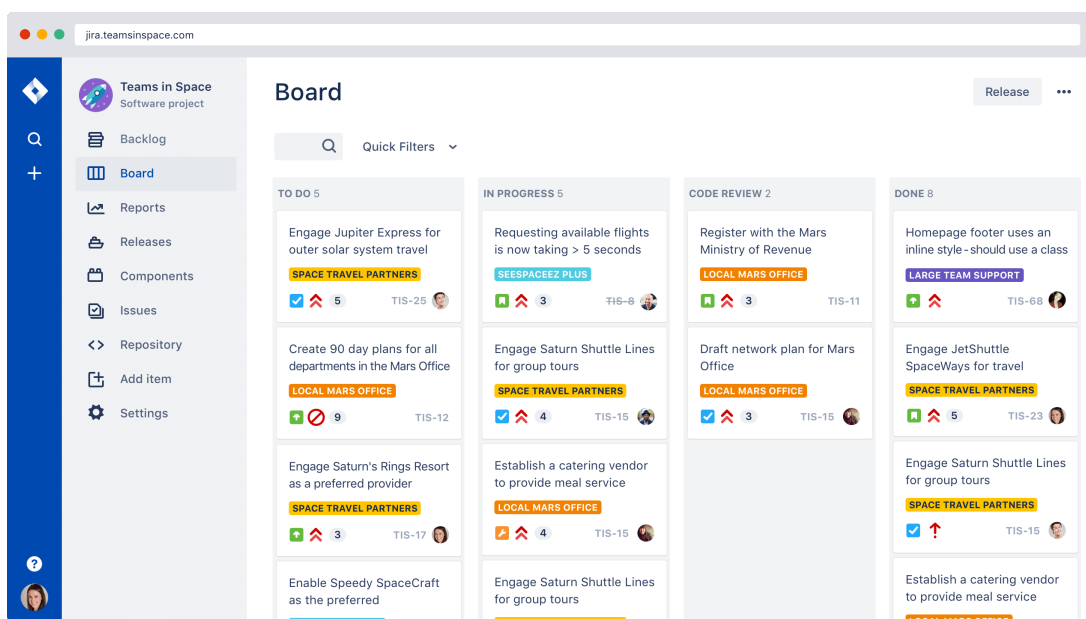 jira.teamsinspace.com
Teams in Space
Software project
Backlog
Board
Reports
Releases
Components
Issues
Repository
Add item
Settings
?
Board
Release
Quick Filters
TO DO 5
Engage Jupiter Express for
outer solar system travel
SPACE TRAVEL PARTNERS
5 TIS-25
Create 90 day plans for all
departments in the Mars Office
LOCAL MARS OFFICE
9 TIS-12
Engage Saturn's Rings Resort
as a preferred provider
SPACE TRAVEL PARTNERS
3 TIS-17
Enable Speedy SpaceCraft
as the preferred
IN PROGRESS 5
Requesting available flights
is now taking > 5 seconds
SEESPACEEZ PLUS
3 TIS-8
Engage Saturn Shuttle Lines
for group tours
SPACE TRAVEL PARTNERS
4 TIS-15
Establish a catering vendor
to provide meal service
LOCAL MARS OFFICE
4 TIS-15
Engage Saturn Shuttle Lines
for group tours
CODE REVIEW 2
Register with the Mars
Ministry of Revenue
LOCAL MARS OFFICE
3 TIS-11
Draft network plan for Mars
Office
LOCAL MARS OFFICE
3 TIS-15
DONE 8
Homepage footer uses an
inline style-should use a class
LARGE TEAM SUPPORT
TIS-68
Engage JetShuttle
SpaceWays for travel
SPACE TRAVEL PARTNERS
5 TIS-23
Engage Saturn Shuttle Lines
for group tours
SPACE TRAVEL PARTNERS
TIS-15
Establish a catering vendor
to provide meal service
LOCAL MARS OFFICE